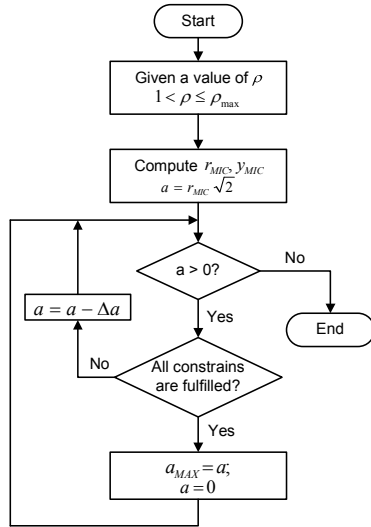 Start
Given a value of ρ
1 < ρ ≤ ρmax
Compute rMIC, yMIC
a = rMIC √2
a > 0?
No
a = a − Δa
Yes
End
No
All constrains
are fulfilled?
Yes
aMAX = a;
a = 0